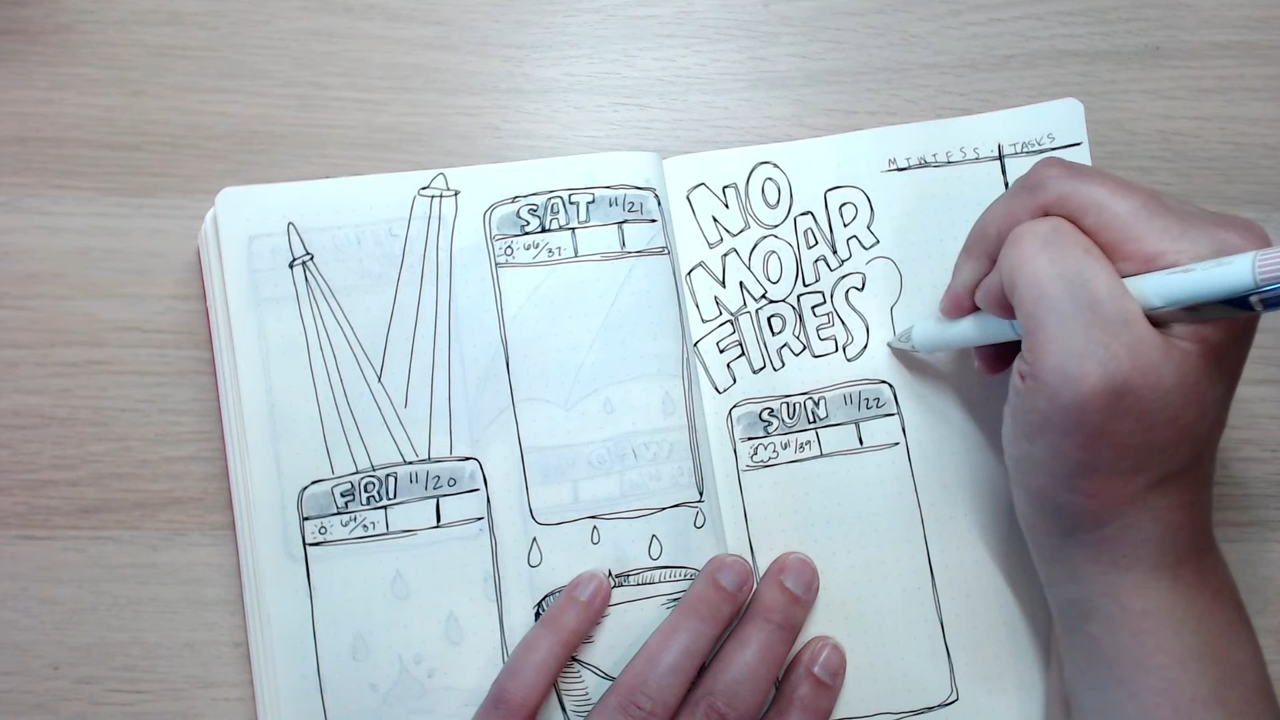 SAT 11/21
66/37
FRI 11/20
64/37
NO
MOAR
FIRES
M T W T F S S TASKS
SUN 11/22
61/39